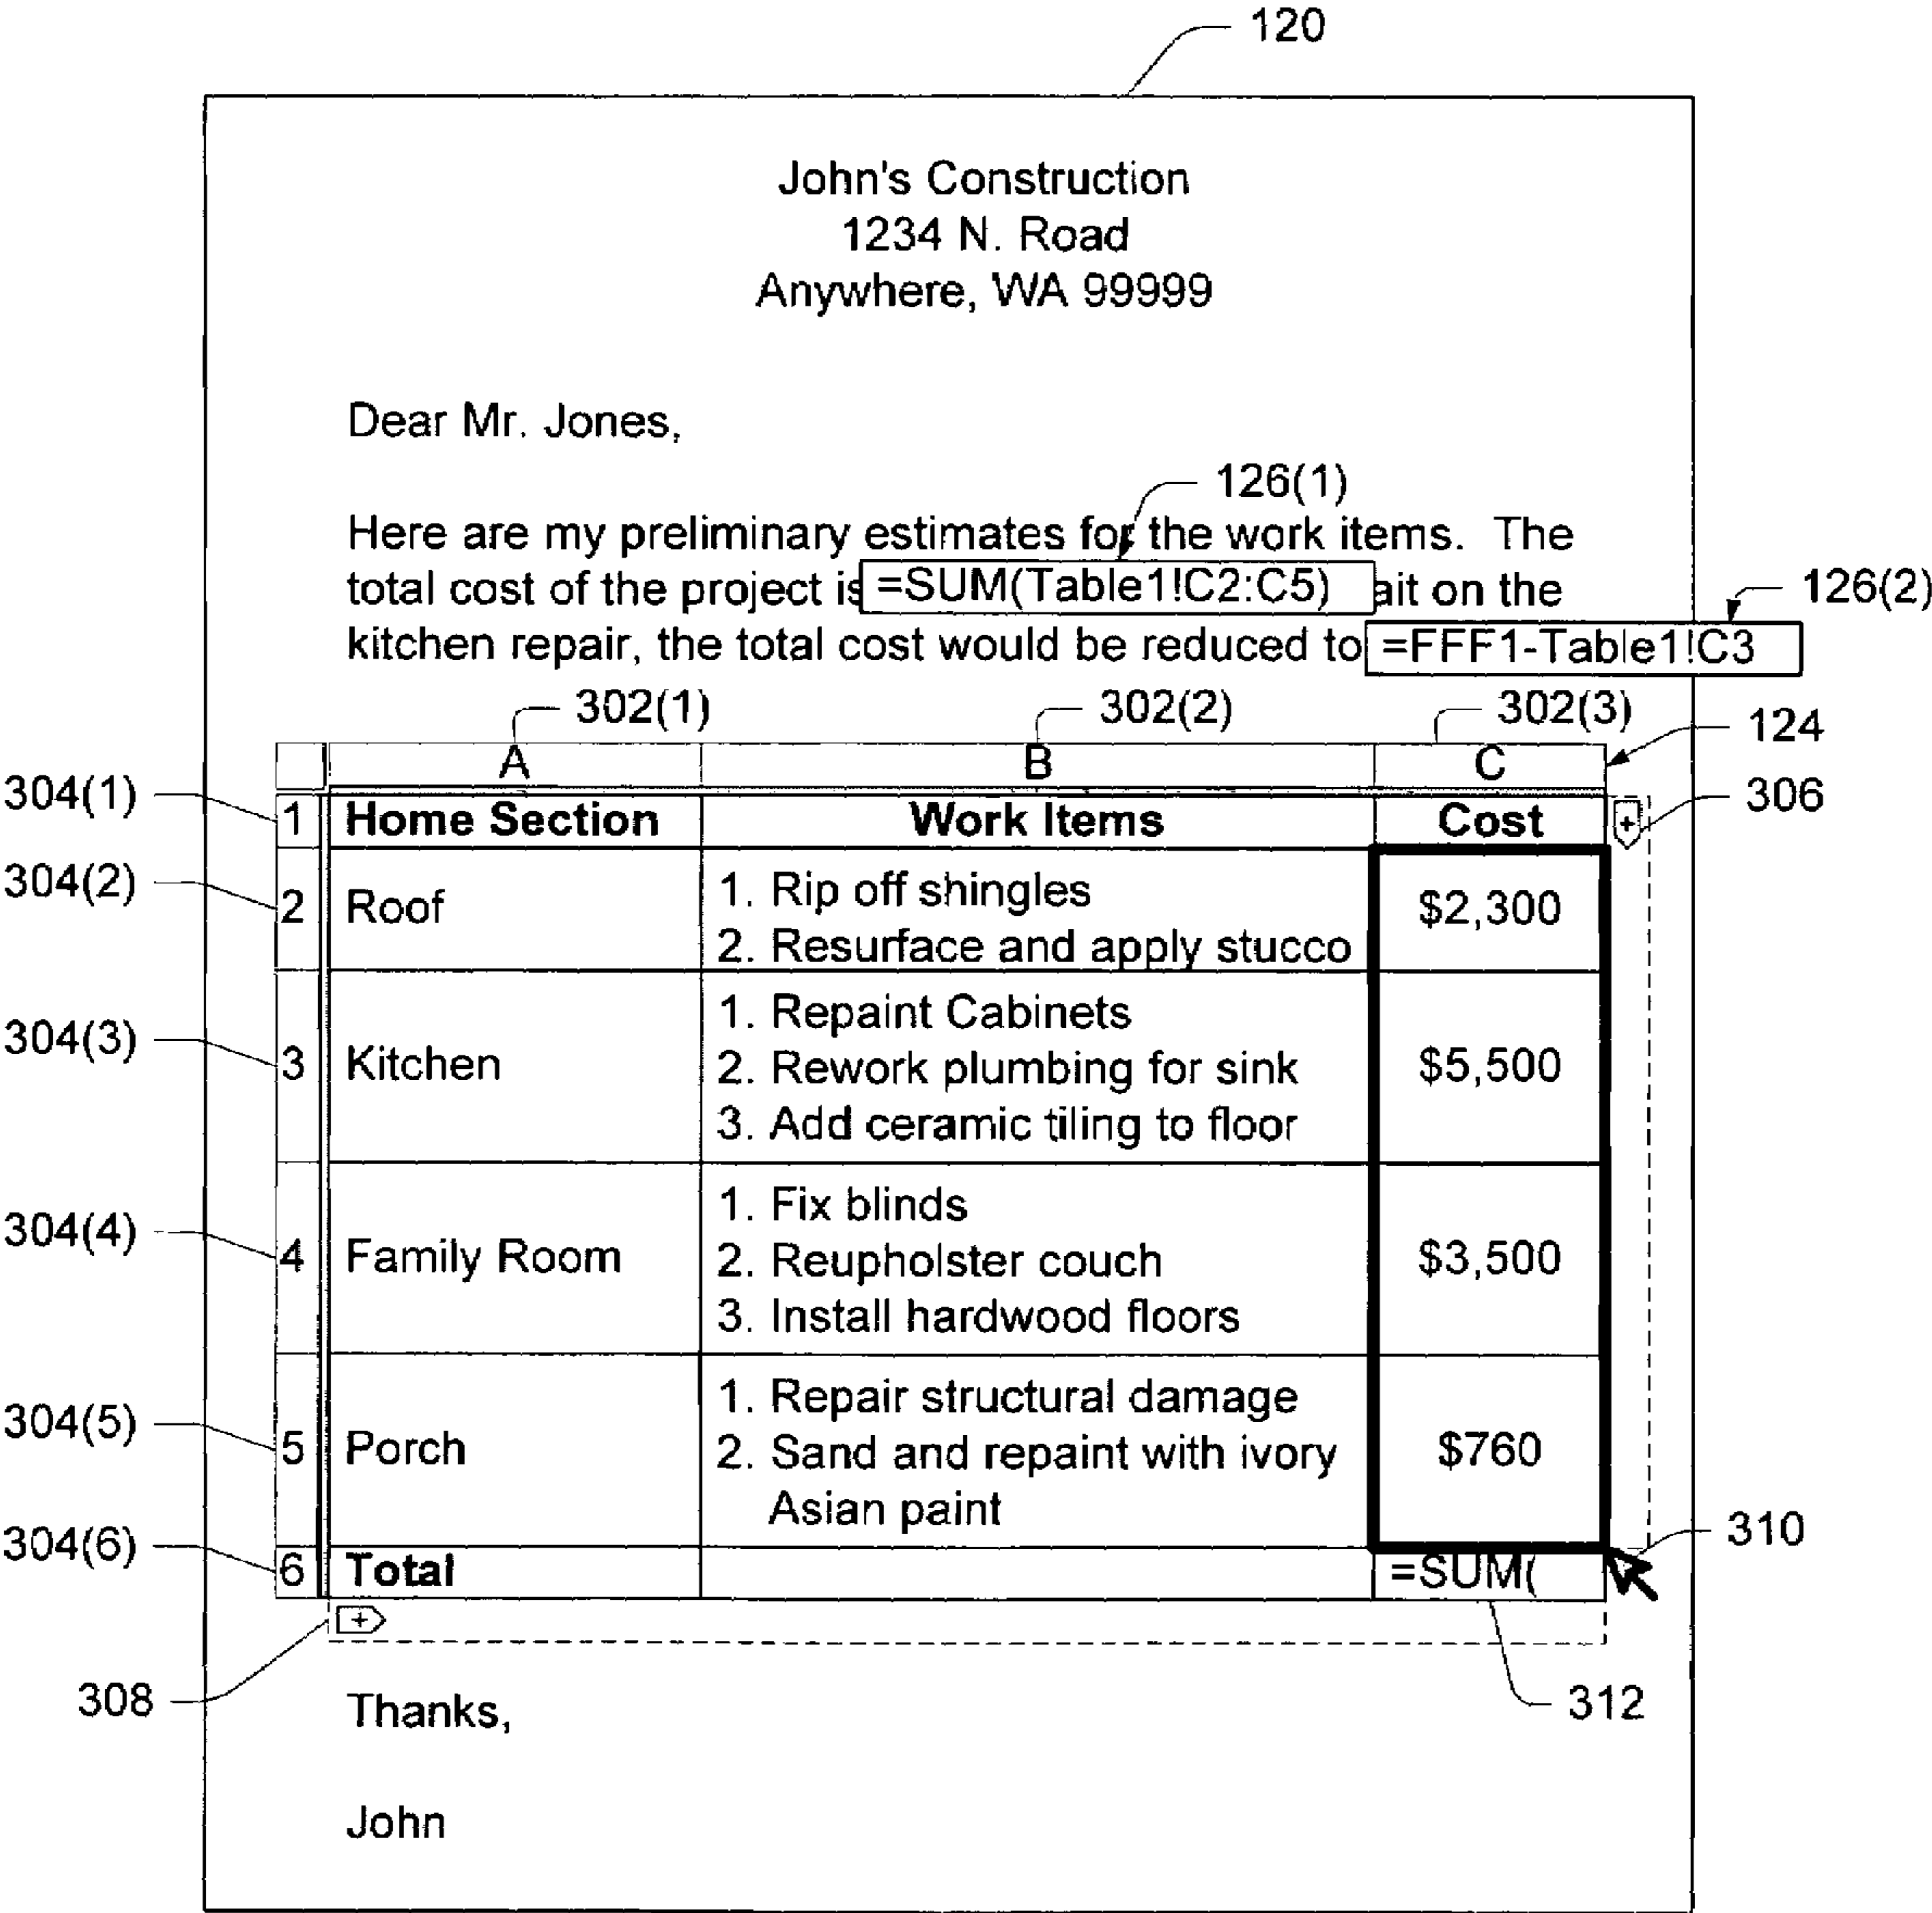 120
John's Construction
1234 N. Road
Anywhere, WA 99999
Dear Mr. Jones,
126(1)
Here are my preliminary estimates for the work items. The
total cost of the project is =SUM(Table1!C2:C5) ait on the
126(2)
kitchen repair, the total cost would be reduced to =FFF1-Table1!C3
302(1) 302(2) 302(3)
124
A B C
304(1) 1 Home Section Work Items Cost + 306
304(2) 2 Roof 1. Rip off shingles $2,300
2. Resurface and apply stucco
304(3) 3 Kitchen 1. Repaint Cabinets $5,500
2. Rework plumbing for sink
3. Add ceramic tiling to floor
304(4) 4 Family Room 1. Fix blinds $3,500
2. Reupholster couch
3. Install hardwood floors
304(5) 5 Porch 1. Repair structural damage $760
2. Sand and repaint with ivory
Asian paint
304(6) 6 Total =SUM( 310
+
308 312
Thanks,
John